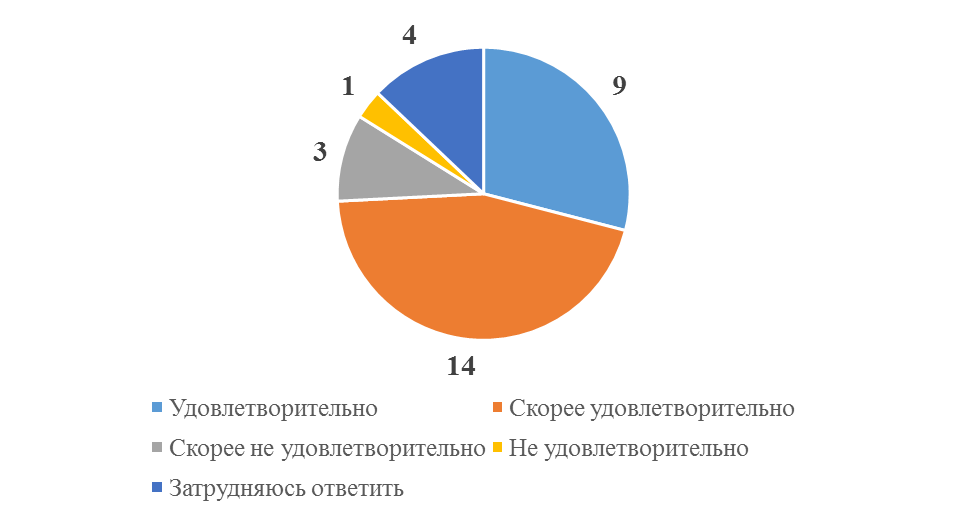 4
9
1
3
14
Удовлетворительно
Скорее удовлетворительно
Скорее не удовлетворительно
Не удовлетворительно
Затрудняюсь ответить